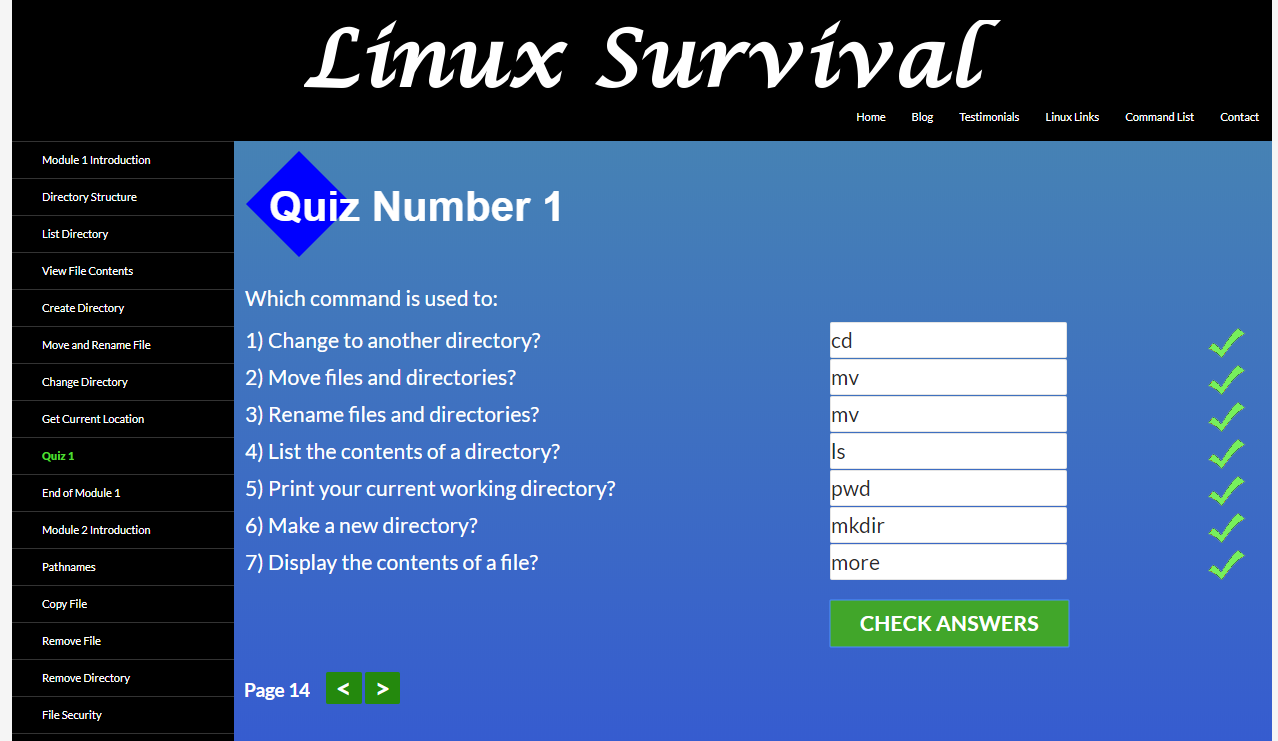 Linux Survival
Home Blog Testimonials Linux Links Command List Contact
Module 1 Introduction
Directory Structure
List Directory
View File Contents
Create Directory
Move and Rename File
Change Directory
Get Current Location
Quiz 1
End of Module 1
Module 2 Introduction
Pathnames
Copy File
Remove File
Remove Directory
File Security
Quiz Number 1
Which command is used to:
1) Change to another directory? cd
2) Move files and directories? mv
3) Rename files and directories? mv
4) List the contents of a directory? ls
5) Print your current working directory? pwd
6) Make a new directory? mkdir
7) Display the contents of a file? more
CHECK ANSWERS
Page 14 < >